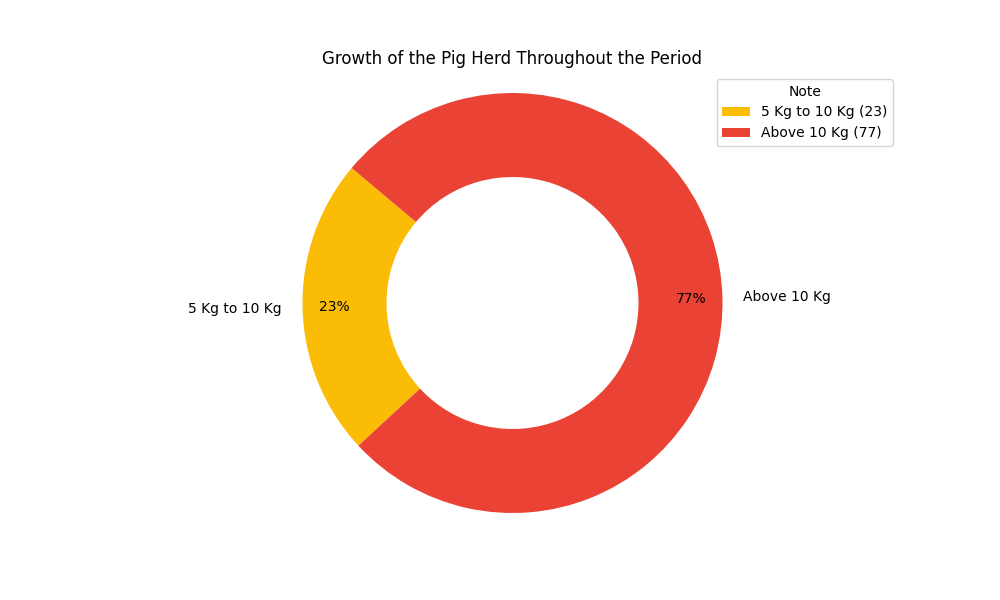 Growth of the Pig Herd Throughout the Period
Note
5 Kg to 10 Kg (23)
Above 10 Kg (77)
5 Kg to 10 Kg
23%
77%
Above 10 Kg